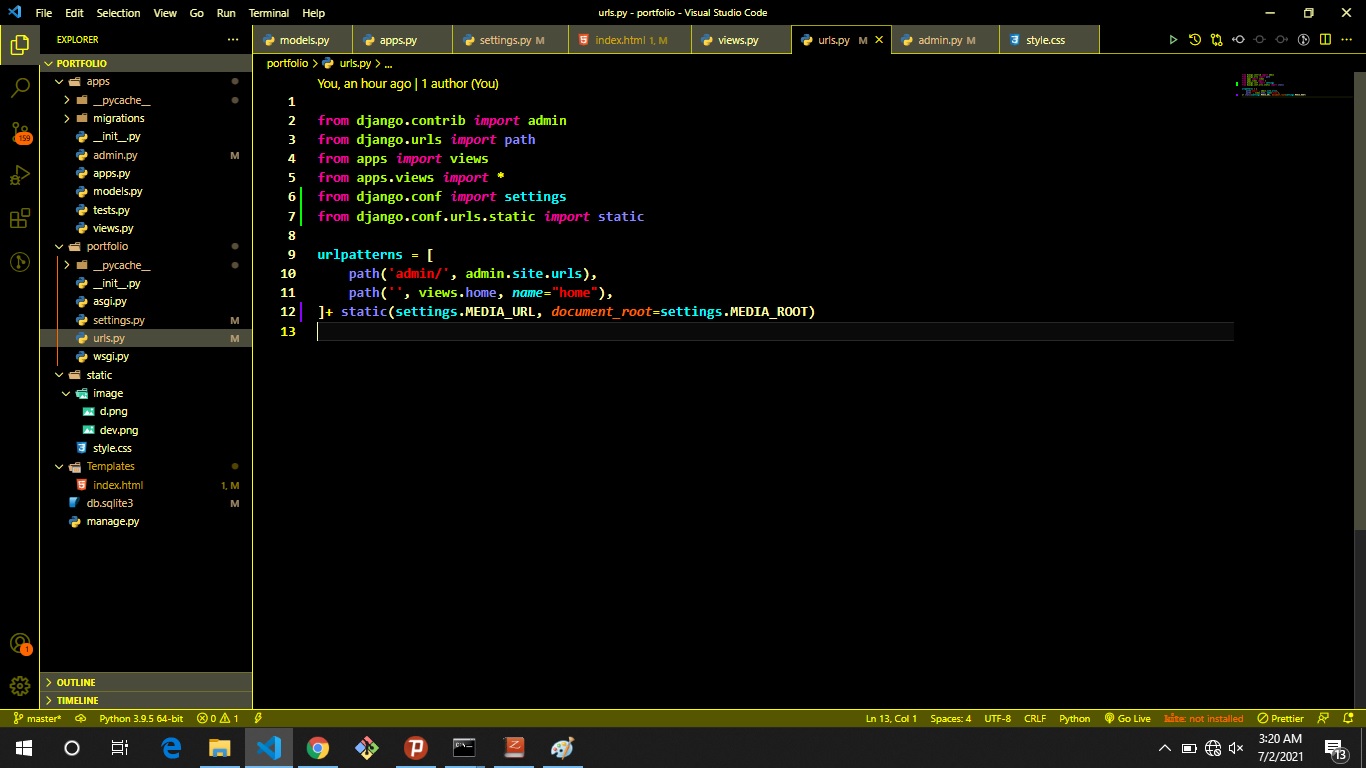 File Edit Selection View Go Run Terminal Help urls.py - portfolio - Visual Studio Code
EXPLORER
models.py apps.py settings.py M index.html 1, M views.py urls.py M admin.py M style.css
PORTFOLIO
apps
__pycache__
migrations
__init__.py
admin.py M
apps.py
models.py
tests.py
views.py
portfolio
__pycache__
__init__.py
asgi.py
settings.py M
urls.py M
wsgi.py
static
image
d.png
dev.png
style.css
Templates
index.html 1, M
db.sqlite3 M
manage.py
OUTLINE
TIMELINE
159
1
portfolio > urls.py > ...
You, an hour ago | 1 author (You)
1
2 from django.contrib import admin
3 from django.urls import path
4 from apps import views
5 from apps.views import *
6 from django.conf import settings
7 from django.conf.urls.static import static
8
9 urlpatterns = [
10 path('admin/', admin.site.urls),
11 path('', views.home, name="home"),
12 ]+ static(settings.MEDIA_URL, document_root=settings.MEDIA_ROOT)
13
master* Python 3.9.5 64-bit 0 1 Ln 13, Col 1 Spaces: 4 UTF-8 CRLF Python Go Live kite: not installed Prettier
3:20 AM
7/2/2021
13